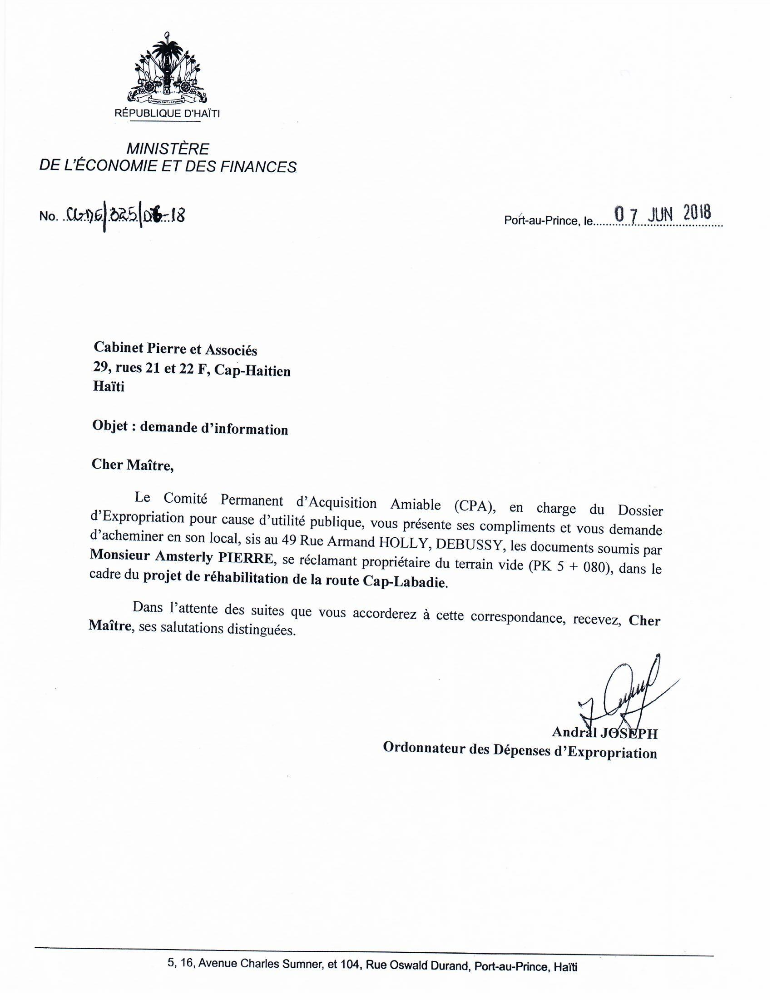 L'UNION FAIT LA FORCE
RÉPUBLIQUE D'HAÏTI
MINISTÈRE
DE L'ÉCONOMIE ET DES FINANCES
No. CGDE/325/06-18
Port-au-Prince, le 07 JUN 2018
Cabinet Pierre et Associés
29, rues 21 et 22 F, Cap-Haitien
Haïti
Objet : demande d'information
Cher Maître,
Le Comité Permanent d'Acquisition Amiable (CPA), en charge du Dossier
d'Expropriation pour cause d'utilité publique, vous présente ses compliments et vous demande
d'acheminer en son local, sis au 49 Rue Armand HOLLY, DEBUSSY, les documents soumis par
Monsieur Amsterly PIERRE, se réclamant propriétaire du terrain vide (PK 5 + 080), dans le
cadre du projet de réhabilitation de la route Cap-Labadie.
Dans l'attente des suites que vous accorderez à cette correspondance, recevez, Cher
Maître, ses salutations distinguées.
Andral JOSEPH
Ordonnateur des Dépenses d'Expropriation
5, 16, Avenue Charles Sumner, et 104, Rue Oswald Durand, Port-au-Prince, Haïti